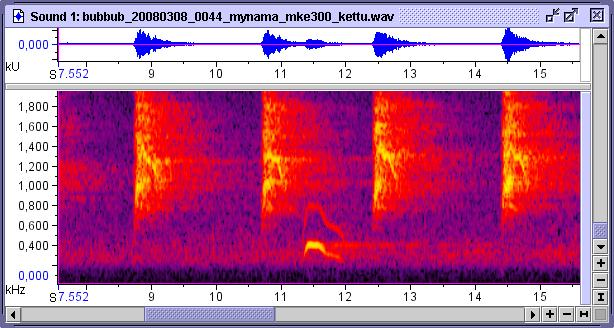 Sound 1: bubbub_20080308_0044_mynama_mke300_kettu.wav
0,000
kU
S 7.552 9 10 11 12 13 14 15
1,800
1,600
1,400
1,200
1,000
0,800
0,600
0,400
0,000
kHz
S 7.552 9 10 11 12 13 14 15